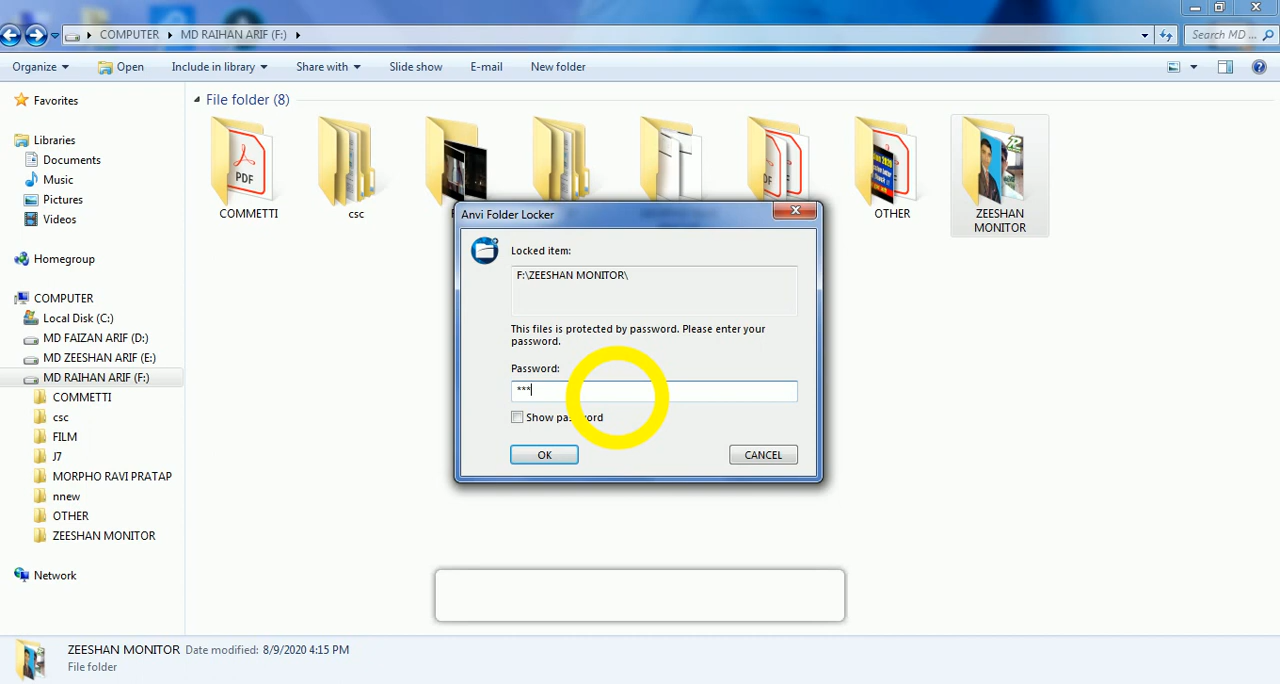 COMPUTER
MD RAIHAN ARIF (F:)
Search MD ...
Organize
Open
Include in library
Share with
Slide show
E-mail
New folder
Favorites
Libraries
Documents
Music
Pictures
Videos
Homegroup
COMPUTER
Local Disk (C:)
MD FAIZAN ARIF (D:)
MD ZEESHAN ARIF (E:)
MD RAIHAN ARIF (F:)
COMMETTI
csc
FILM
J7
MORPHO RAVI PRATAP
nnew
OTHER
ZEESHAN MONITOR
Network
File folder (8)
PDF
COMMETTI
csc
OTHER
ZEESHAN
MONITOR
Anvi Folder Locker
Locked item:
F:\ZEESHAN MONITOR\
This files is protected by password. Please enter your
password.
Password:
***
Show password
OK
CANCEL
ZEESHAN MONITOR Date modified: 8/9/2020 4:15 PM
File folder